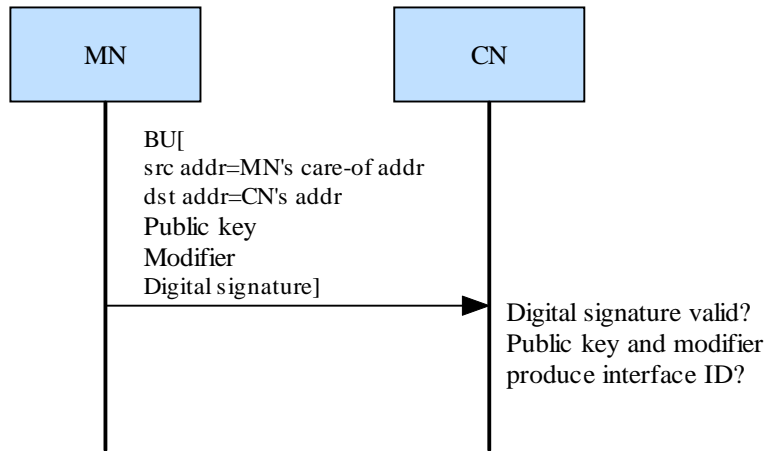 MN
CN
BU[
src addr=MN's care-of addr
dst addr=CN's addr
Public key
Modifier
Digital signature]
Digital signature valid?
Public key and modifier
produce interface ID?